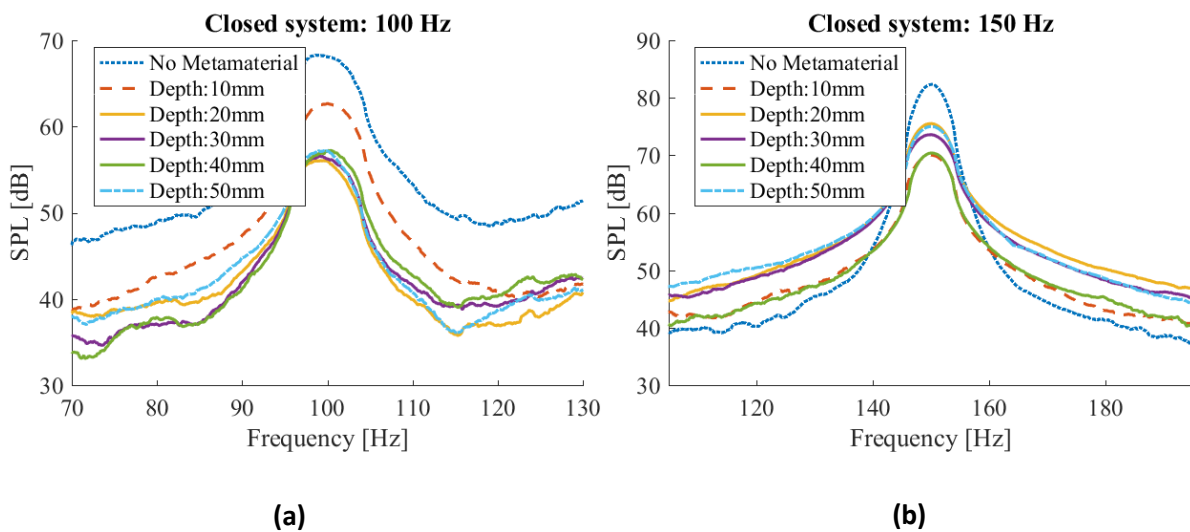 Closed system: 100 Hz
70
60
50
40
30
SPL [dB]
No Metamaterial
Depth:10mm
Depth:20mm
Depth:30mm
Depth:40mm
Depth:50mm
70 80 90 100 110 120 130
Frequency [Hz]
(a)
Closed system: 150 Hz
90
80
70
60
50
40
30
SPL [dB]
No Metamaterial
Depth:10mm
Depth:20mm
Depth:30mm
Depth:40mm
Depth:50mm
120 140 160 180
Frequency [Hz]
(b)